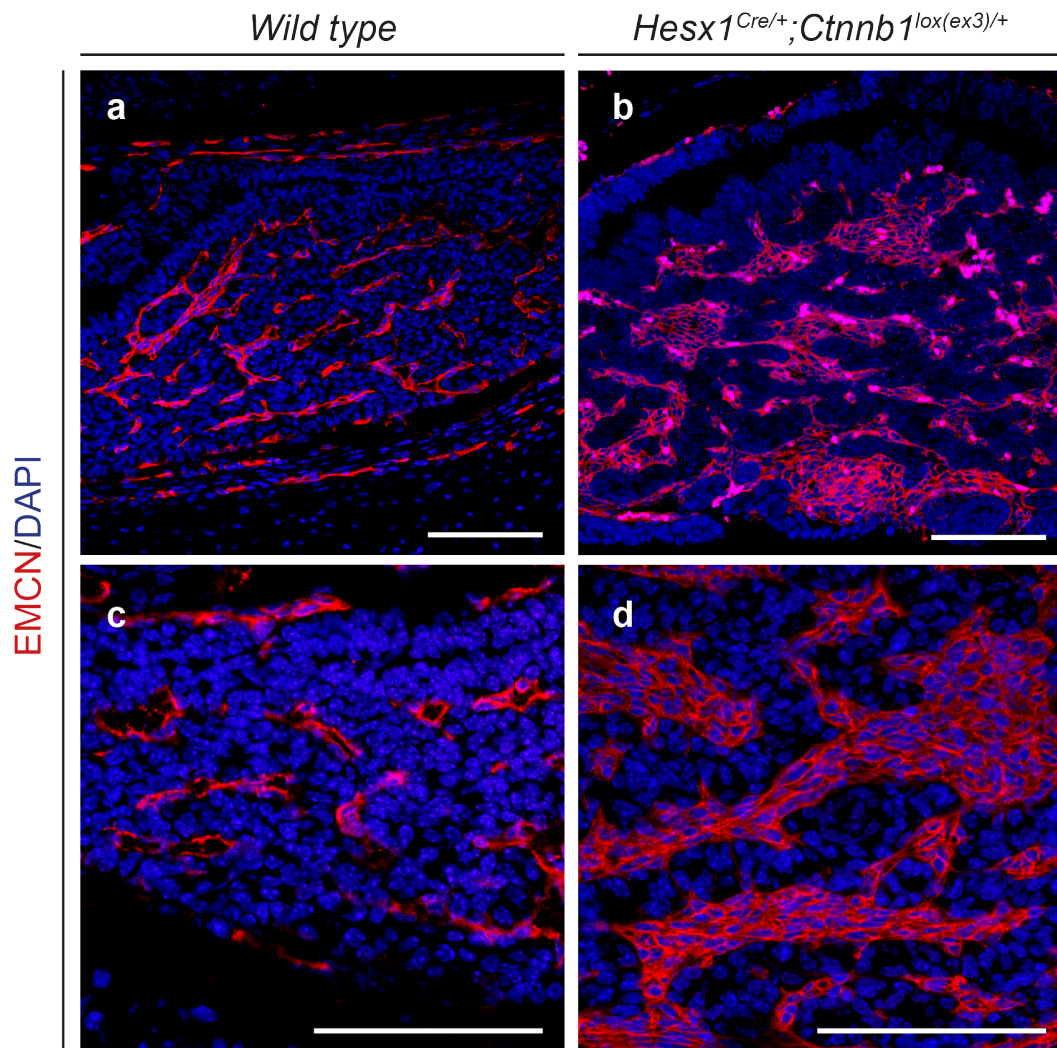 Wild type
Hesx1Cre/+;Ctnnb1lox(ex3)/+
EMCN/DAPI
a
b
c
d